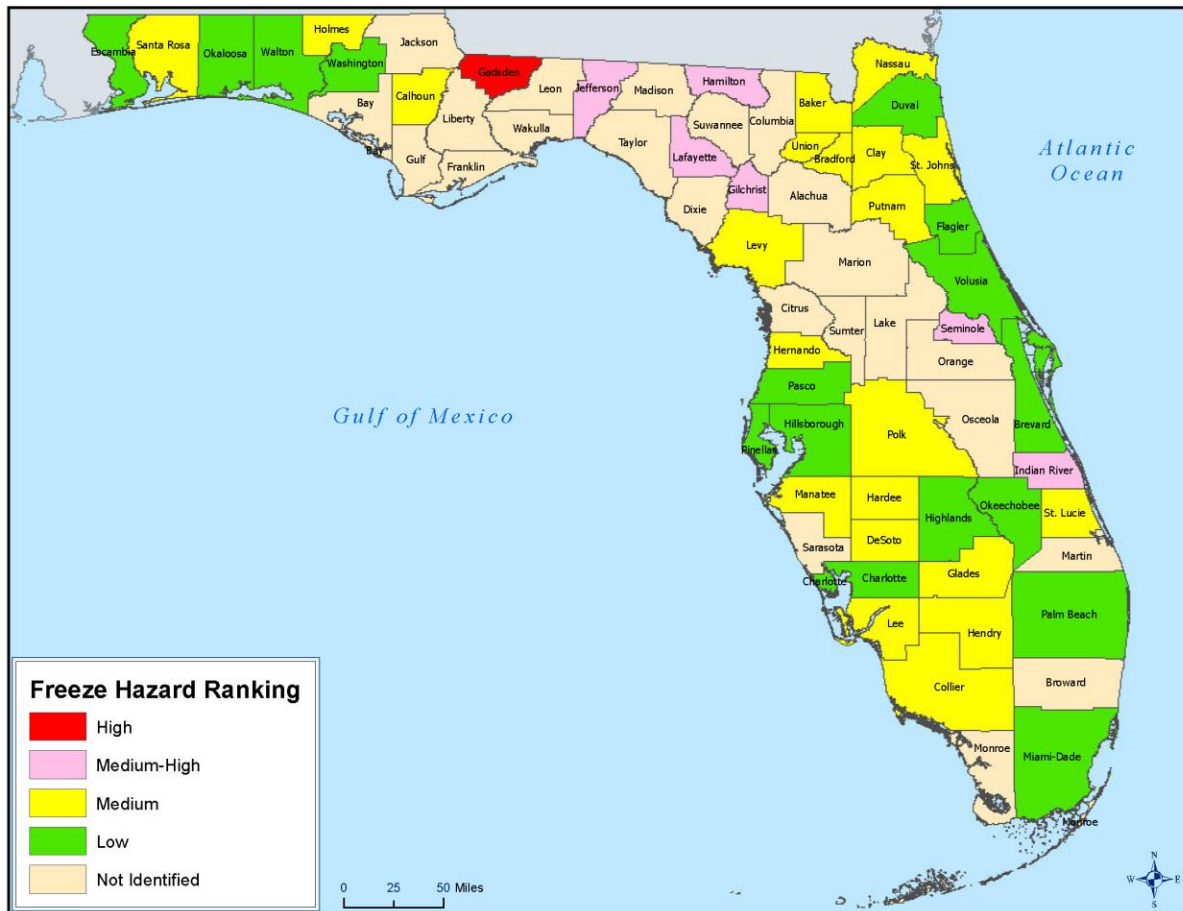 Escambia
Santa Rosa
Okaloosa
Walton
Holmes
Washington
Jackson
Bay
Bay
Calhoun
Gulf
Gadsden
Liberty
Franklin
Leon
Wakulla
Jefferson
Madison
Taylor
Hamilton
Suwannee
Lafayette
Columbia
Gilchrist
Dixie
Baker
Union
Bradford
Nassau
Duval
Clay
St. Johns
Alachua
Putnam
Flagler
Levy
Marion
Volusia
Citrus
Sumter
Lake
Seminole
Orange
Hernando
Pasco
Osceola
Brevard
Pinellas
Hillsborough
Polk
Indian River
Manatee
Hardee
Highlands
Okeechobee
St. Lucie
Sarasota
DeSoto
Martin
Charlotte
Charlotte
Glades
Lee
Hendry
Palm Beach
Collier
Broward
Monroe
Miami-Dade
Monroe
Atlantic
Ocean
Gulf of Mexico
Freeze Hazard Ranking
High
Medium-High
Medium
Low
Not Identified
0 25 50 Miles
N
W E
S